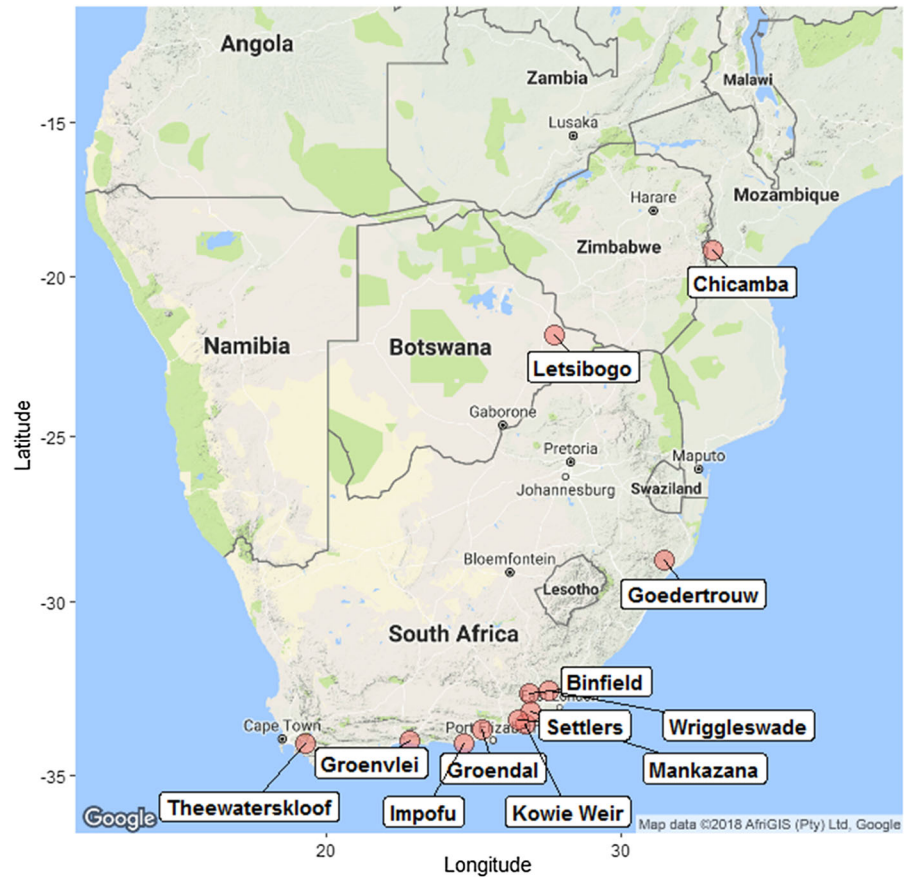 Angola
Zambia
Malawi
-15
Lusaka
Harare
Mozambique
Zimbabwe
-20
Chicamba
Namibia
Botswana
Letsibogo
Gaborone
-25
Pretoria
Maputo
Johannesburg
Swaziland
Bloemfontein
Goedertrouw
Lesotho
-30
South Africa
Binfield
Wriggleswade
Settlers
Cape Town
Port Elizabeth
Groenvlei
Groendal
Mankazana
-35
Theewaterskloof
Impofu
Kowie Weir
Google
Map data ©2018 AfriGIS (Pty) Ltd, Google
20
30
Longitude
Latitude